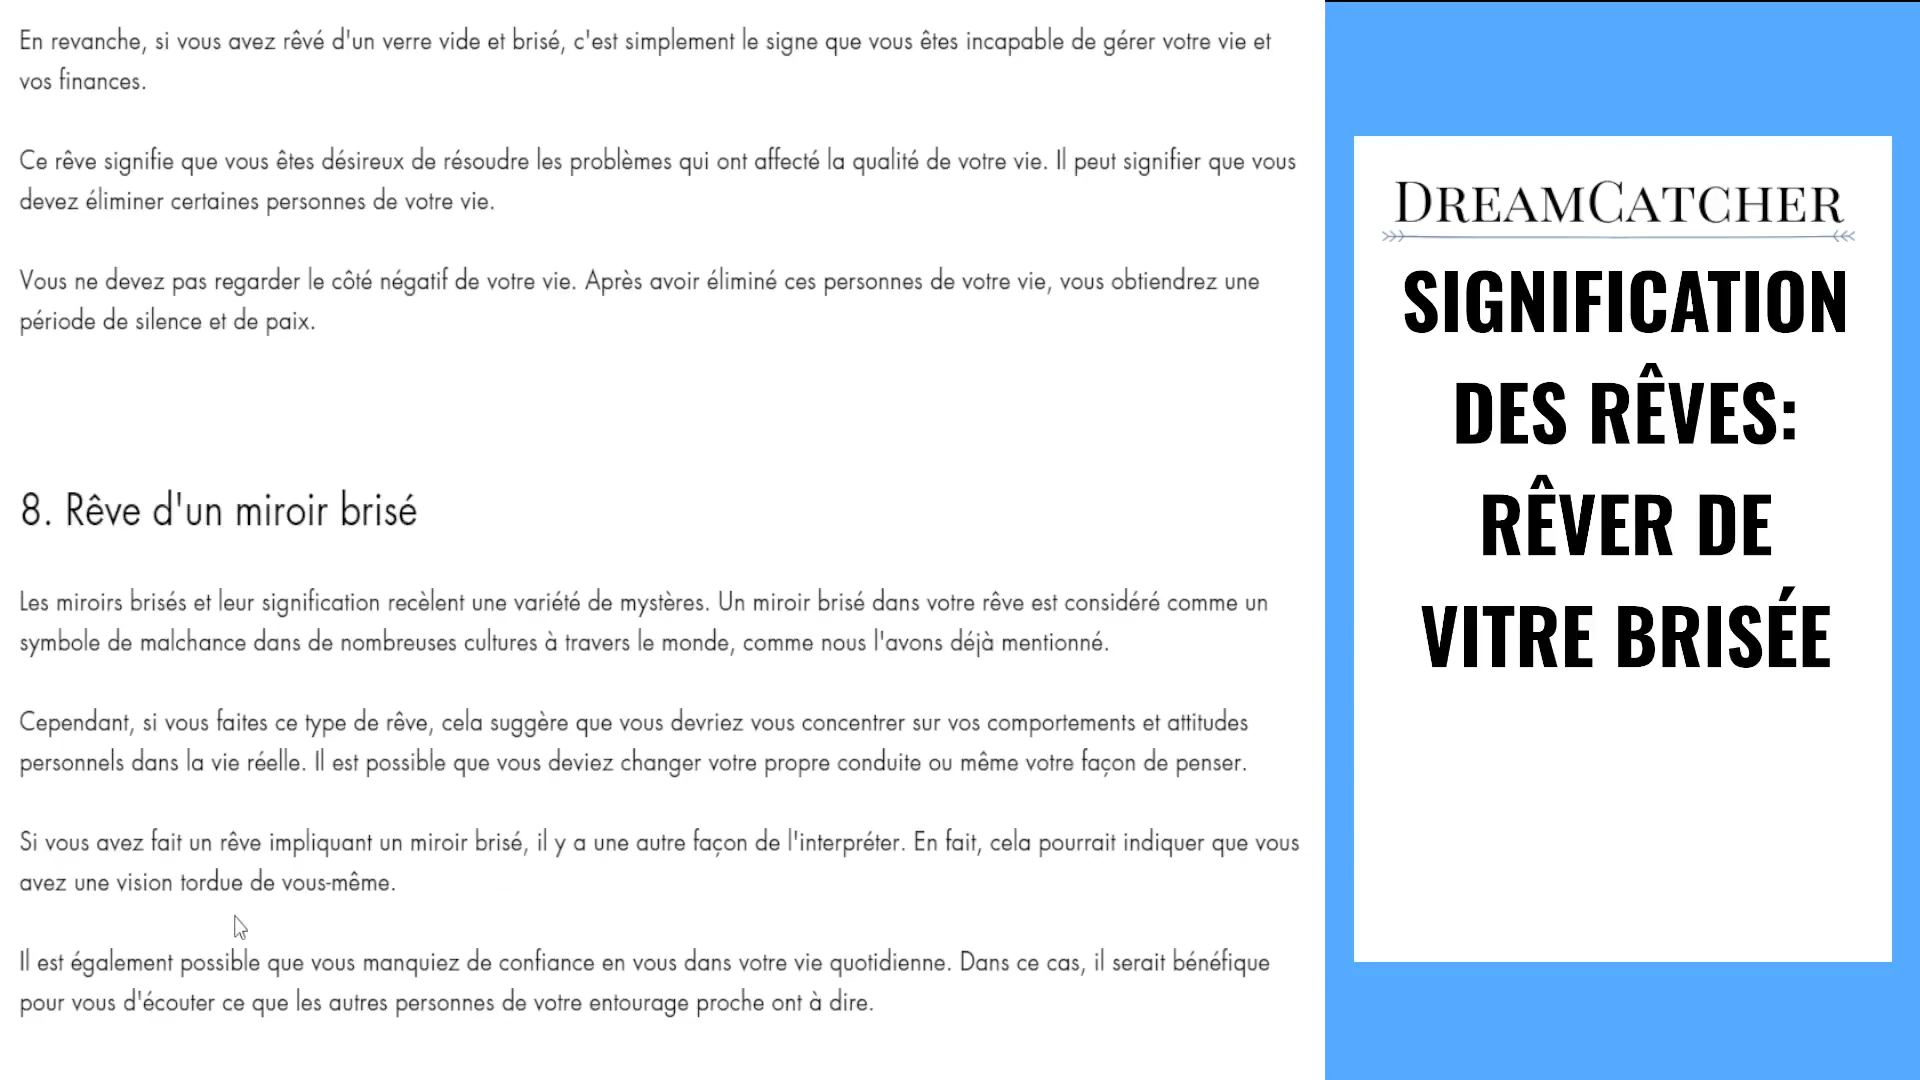 En revanche, si vous avez rêvé d'un verre vide et brisé, c'est simplement le signe que vous êtes incapable de gérer votre vie et
vos finances.
Ce rêve signifie que vous êtes désireux de résoudre les problèmes qui ont affecté la qualité de votre vie. Il peut signifier que vous
devez éliminer certaines personnes de votre vie.
Vous ne devez pas regarder le côté négatif de votre vie. Après avoir éliminé ces personnes de votre vie, vous obtiendrez une
période de silence et de paix.
8. Rêve d'un miroir brisé
Les miroirs brisés et leur signification recèlent une variété de mystères. Un miroir brisé dans votre rêve est considéré comme un
symbole de malchance dans de nombreuses cultures à travers le monde, comme nous l'avons déjà mentionné.
Cependant, si vous faites ce type de rêve, cela suggère que vous devriez vous concentrer sur vos comportements et attitudes
personnels dans la vie réelle. Il est possible que vous deviez changer votre propre conduite ou même votre façon de penser.
Si vous avez fait un rêve impliquant un miroir brisé, il y a une autre façon de l'interpréter. En fait, cela pourrait indiquer que vous
avez une vision tordue de vous-même.
Il est également possible que vous manquiez de confiance en vous dans votre vie quotidienne. Dans ce cas, il serait bénéfique
pour vous d'écouter ce que les autres personnes de votre entourage proche ont à dire.
DREAMCATCHER
SIGNIFICATION
DES RÊVES:
RÊVER DE
VITRE BRISÉE